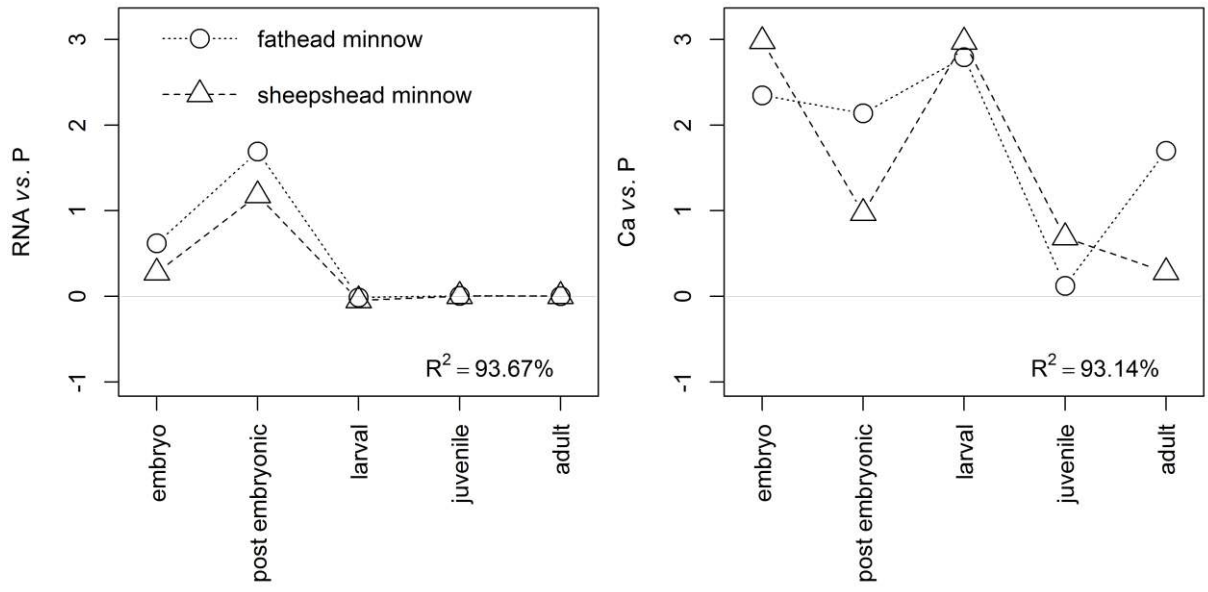 RNA vs. P
3
2
1
0
-1
fathead minnow
sheepshead minnow
R² = 93.67%
embryo
post embryonic
larval
juvenile
adult
Ca vs. P
3
2
1
0
-1
R² = 93.14%
embryo
post embryonic
larval
juvenile
adult